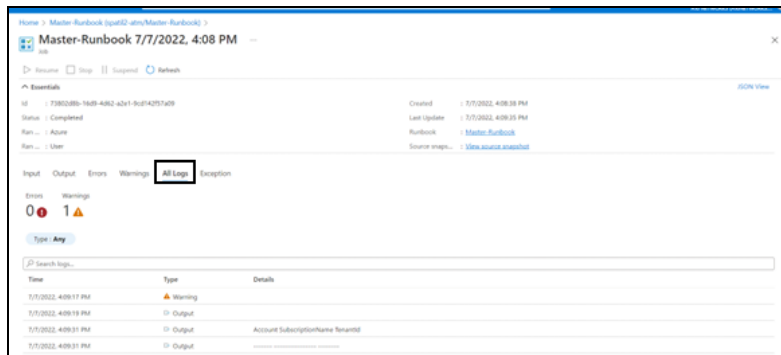 Home > Master-Runbook (spatil2-atm/Master-Runbook) >
Master-Runbook 7/7/2022, 4:08 PM ...
Job
Resume Stop Suspend Refresh
Essentials JSON View
Id : 73802d8b-16d9-4d62-a2e1-9cd142f57a09 Created : 7/7/2022, 4:08:38 PM
Status : Completed Last Update : 7/7/2022, 4:09:35 PM
Ran ... : Azure Runbook : Master-Runbook
Ran ... : User Source snaps... : View source snapshot
Input Output Errors Warnings All Logs Exception
Errors Warnings
0 1
Type : Any
Search logs...
Time Type Details
7/7/2022, 4:09:17 PM Warning
7/7/2022, 4:09:19 PM Output
7/7/2022, 4:09:31 PM Output Account SubscriptionName TenantId
7/7/2022, 4:09:31 PM Output ------- ---------------- --------